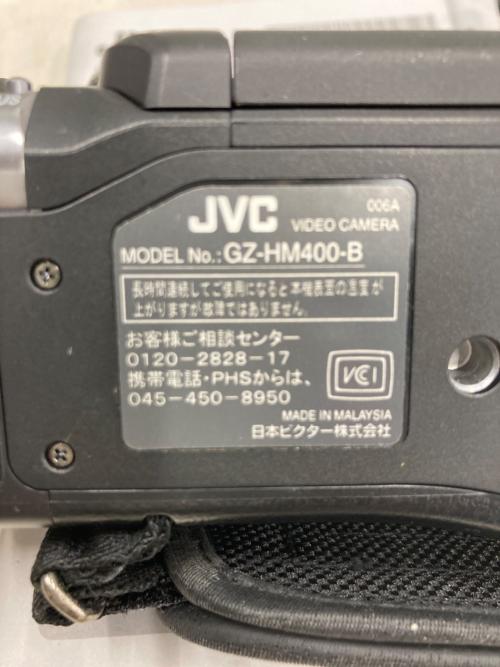 JVC
006A
VIDEO CAMERA
MODEL No.: GZ-HM400-B
長時間連続してご使用になると本機表面の温度が
上がりますが故障ではありません。
お客様ご相談センター
0120-2828-17
携帯電話・PHSからは、
045-450-8950
VCCI
MADE IN MALAYSIA
日本ビクター株式会社